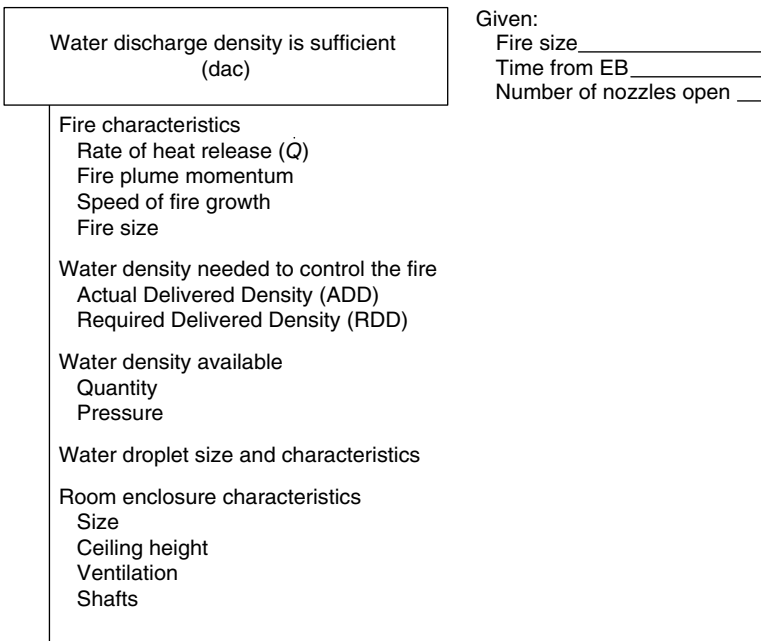 Water discharge density is sufficient
(dac)
Given:
Fire size
Time from EB
Number of nozzles open
Fire characteristics
Rate of heat release (Q̇)
Fire plume momentum
Speed of fire growth
Fire size
Water density needed to control the fire
Actual Delivered Density (ADD)
Required Delivered Density (RDD)
Water density available
Quantity
Pressure
Water droplet size and characteristics
Room enclosure characteristics
Size
Ceiling height
Ventilation
Shafts